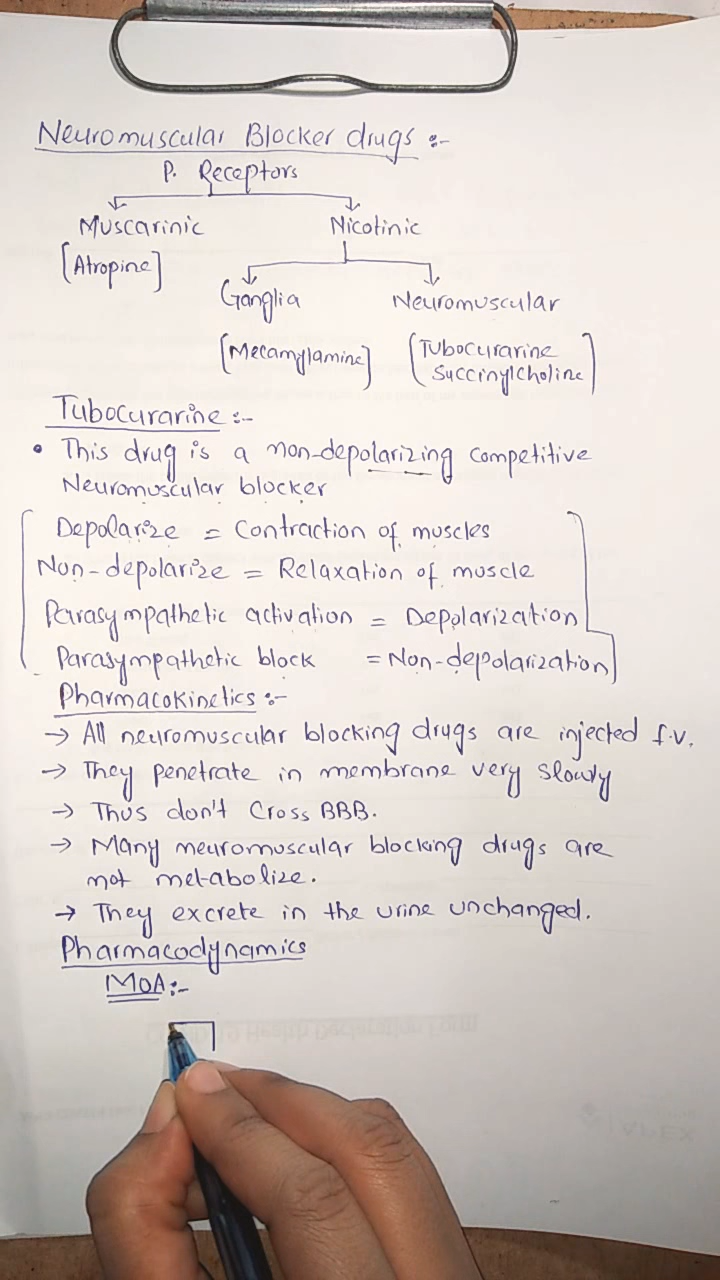 Neuromuscular Blocker drugs :-
P. Receptors
Muscarinic Nicotinic
[Atropine]
Ganglia Neuromuscular
[Mecamylamine] [Tubocurarine
Succinylcholine]
Tubocurarine :-
• This drug is a non-depolarizing competitive
Neuromuscular blocker
Depolarize = Contraction of muscles
Non-depolarize = Relaxation of muscle
Parasympathetic activation = Depolarization
Parasympathetic block = Non-depolarization
Pharmacokinetics :-
→ All neuromuscular blocking drugs are injected I.V.
→ They penetrate in membrane very slowly
→ Thus don't Cross BBB.
→ Many neuromuscular blocking drugs are
not metabolize.
→ They excrete in the urine unchanged.
Pharmacodynamics
MOA :-